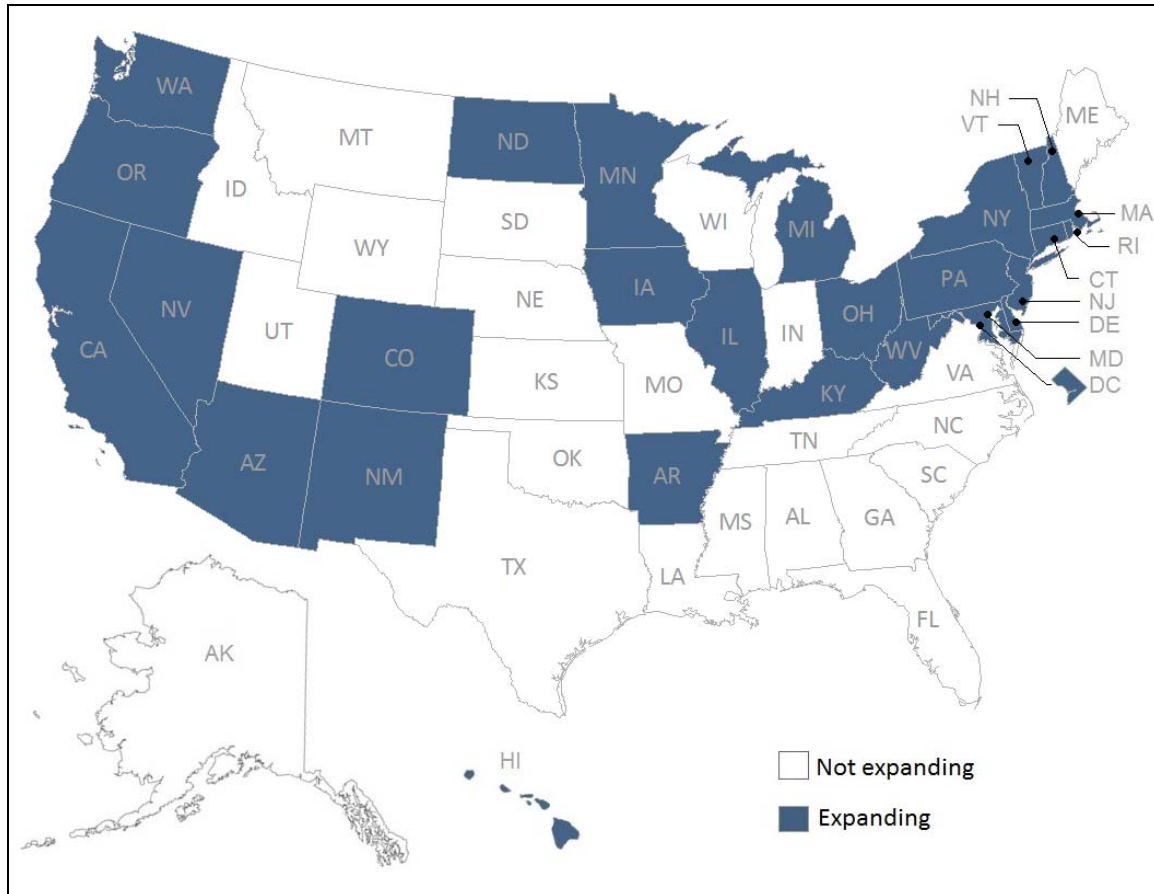 WA
OR
CA
NV
ID
MT
WY
UT
CO
AZ
NM
ND
SD
NE
KS
OK
TX
MN
IA
MO
AR
LA
WI
IL
MI
IN
OH
KY
TN
MS
AL
GA
FL
SC
NC
VA
WV
PA
NY
NH
VT
ME
MA
RI
CT
NJ
DE
MD
DC
AK
HI
Not expanding
Expanding